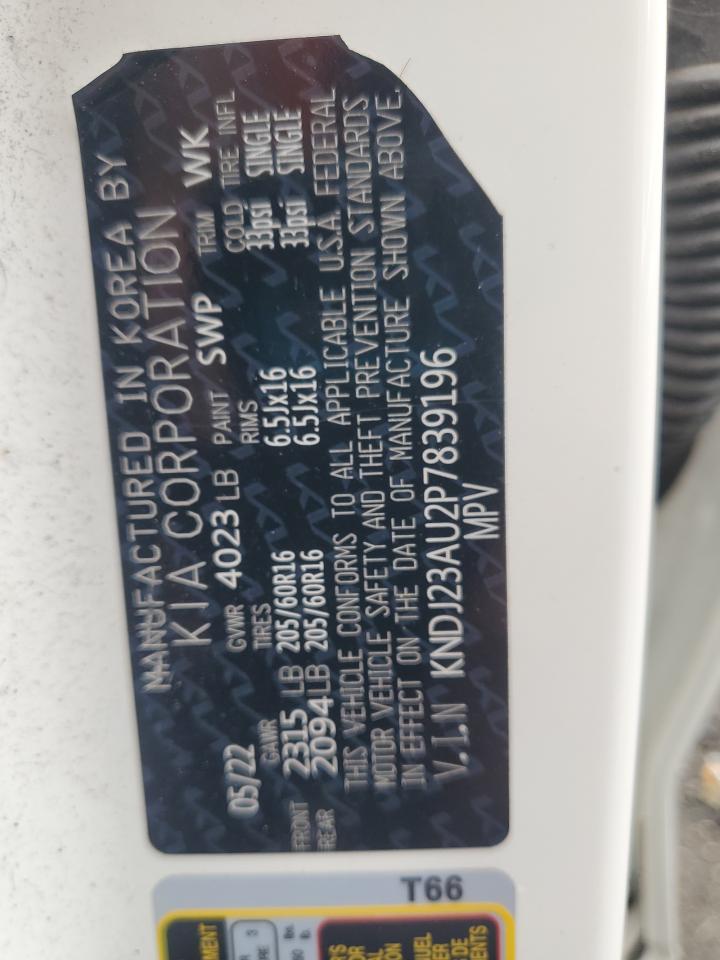 MANUFACTURED IN KOREA BY
KIA CORPORATION
05/22 GVWR 4023 LB PAINT SWP TRIM WK
GAWR TIRES RIMS COLD TIRE INFL
FRONT 2315 LB 205/60R16 6.5Jx16 33psi SINGLE
REAR 2094 LB 205/60R16 6.5Jx16 33psi SINGLE
THIS VEHICLE CONFORMS TO ALL APPLICABLE U.S.A. FEDERAL
MOTOR VEHICLE SAFETY AND THEFT PREVENTION STANDARDS
IN EFFECT ON THE DATE OF MANUFACTURE SHOWN ABOVE.
V.I.N KNDJ23AU2P7839196
MPV
T66